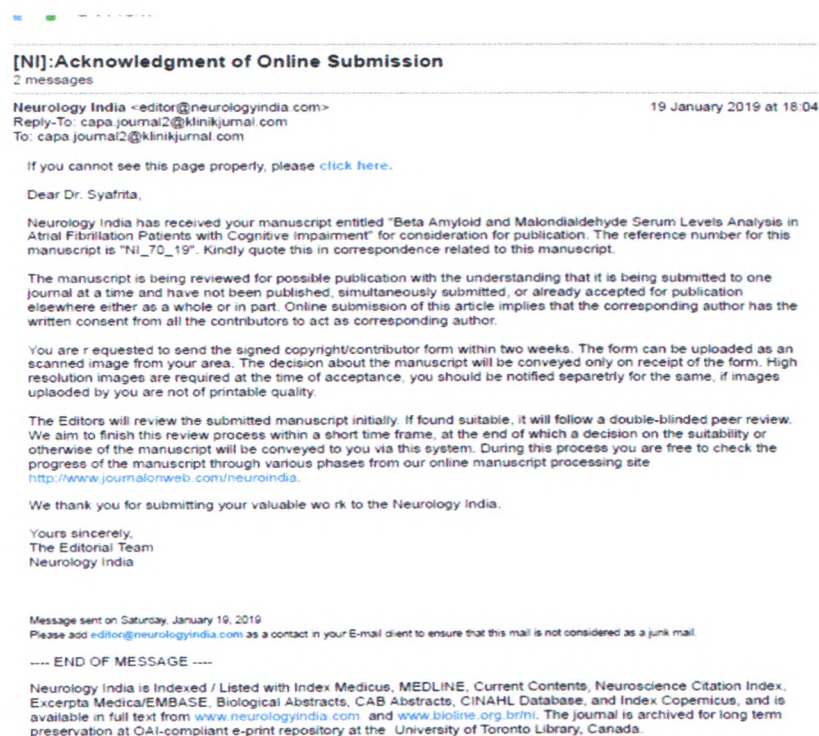 [NI]:Acknowledgment of Online Submission
2 messages
Neurology India <editor@neurologyindia.com> 19 January 2019 at 18:04
Reply-To: capa.journal2@klinikjurnal.com
To: capa.journal2@klinikjurnal.com
If you cannot see this page properly, please click here.
Dear Dr. Syafrita,
Neurology India has received your manuscript entitled "Beta Amyloid and Malondialdehyde Serum Levels Analysis in
Atrial Fibrillation Patients with Cognitive Impairment" for consideration for publication. The reference number for this
manuscript is "NI_70_19". Kindly quote this in correspondence related to this manuscript.
The manuscript is being reviewed for possible publication with the understanding that it is being submitted to one
journal at a time and have not been published, simultaneously submitted, or already accepted for publication
elsewhere either as a whole or in part. Online submission of this article implies that the corresponding author has the
written consent from all the contributors to act as corresponding author.
You are r equested to send the signed copyright/contributor form within two weeks. The form can be uploaded as an
scanned image from your area. The decision about the manuscript will be conveyed only on receipt of the form. High
resolution images are required at the time of acceptance, you should be notified separetrly for the same, if images
uplaoded by you are not of printable quality.
The Editors will review the submitted manuscript initially. If found suitable, it will follow a double-blinded peer review.
We aim to finish this review process within a short time frame, at the end of which a decision on the suitability or
otherwise of the manuscript will be conveyed to you via this system. During this process you are free to check the
progress of the manuscript through various phases from our online manuscript processing site
http://www.journalonweb.com/neuroindia.
We thank you for submitting your valuable wo rk to the Neurology India.
Yours sincerely,
The Editorial Team
Neurology India
Message sent on Saturday, January 19, 2019
Please add editor@neurologyindia.com as a contact in your E-mail client to ensure that this mail is not considered as a junk mail.
---- END OF MESSAGE ----
Neurology India is Indexed / Listed with Index Medicus, MEDLINE, Current Contents, Neuroscience Citation Index,
Excerpta Medica/EMBASE, Biological Abstracts, CAB Abstracts, CINAHL Database, and Index Copernicus, and is
available in full text from www.neurologyindia.com and www.bioline.org.br/ni. The journal is archived for long term
preservation at OAI-compliant e-print repository at the University of Toronto Library, Canada.